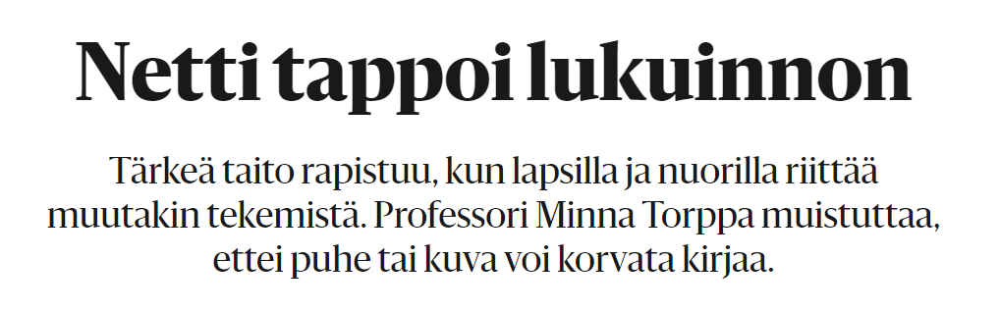 Netti tappoi lukuinnon
Tärkeä taito rapistuu, kun lapsilla ja nuorilla riittää
muutakin tekemistä. Professori Minna Torppa muistuttaa,
ettei puhe tai kuva voi korvata kirjaa.